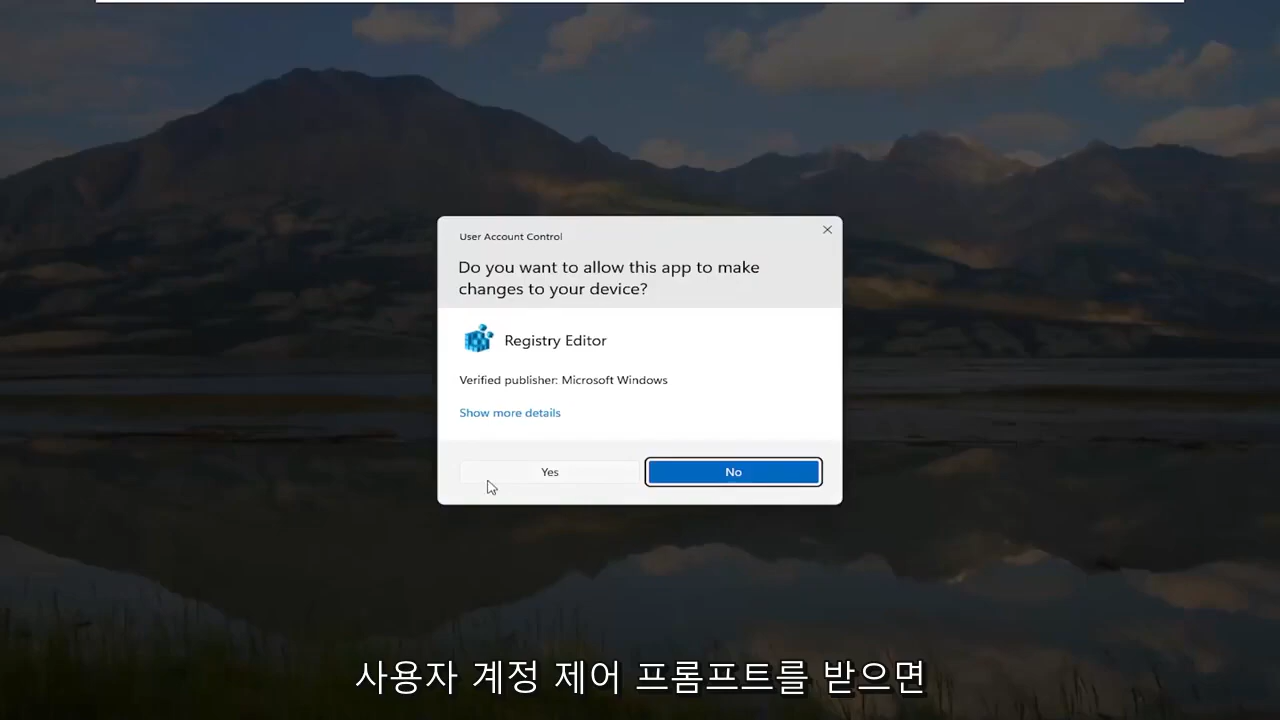 User Account Control
Do you want to allow this app to make
changes to your device?
Registry Editor
Verified publisher: Microsoft Windows
Show more details
Yes
No
사용자 계정 제어 프롬프트를 받으면